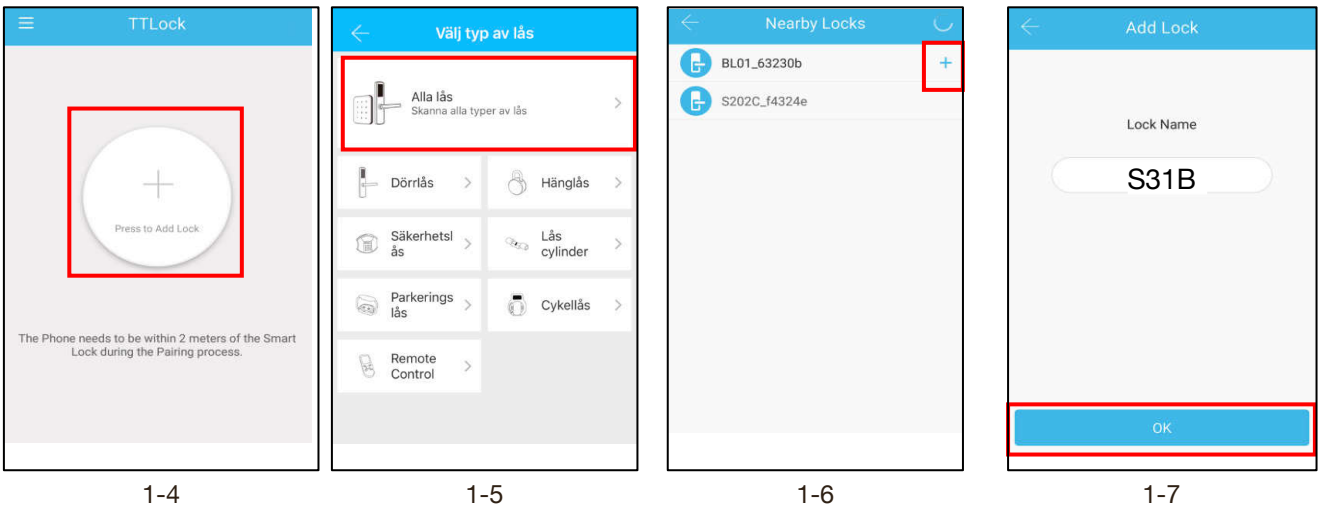 TTLock
Press to Add Lock
The Phone needs to be within 2 meters of the Smart
Lock during the Pairing process.
1-4
Välj typ av lås
Alla lås
Skanna alla typer av lås
Dörrlås
Hänglås
Säkerhetsl
ås
Lås
cylinder
Parkerings
lås
Cykellås
Remote
Control
1-5
Nearby Locks
BL01_63230b
+
S202C_f4324e
1-6
Add Lock
Lock Name
S31B
OK
1-7